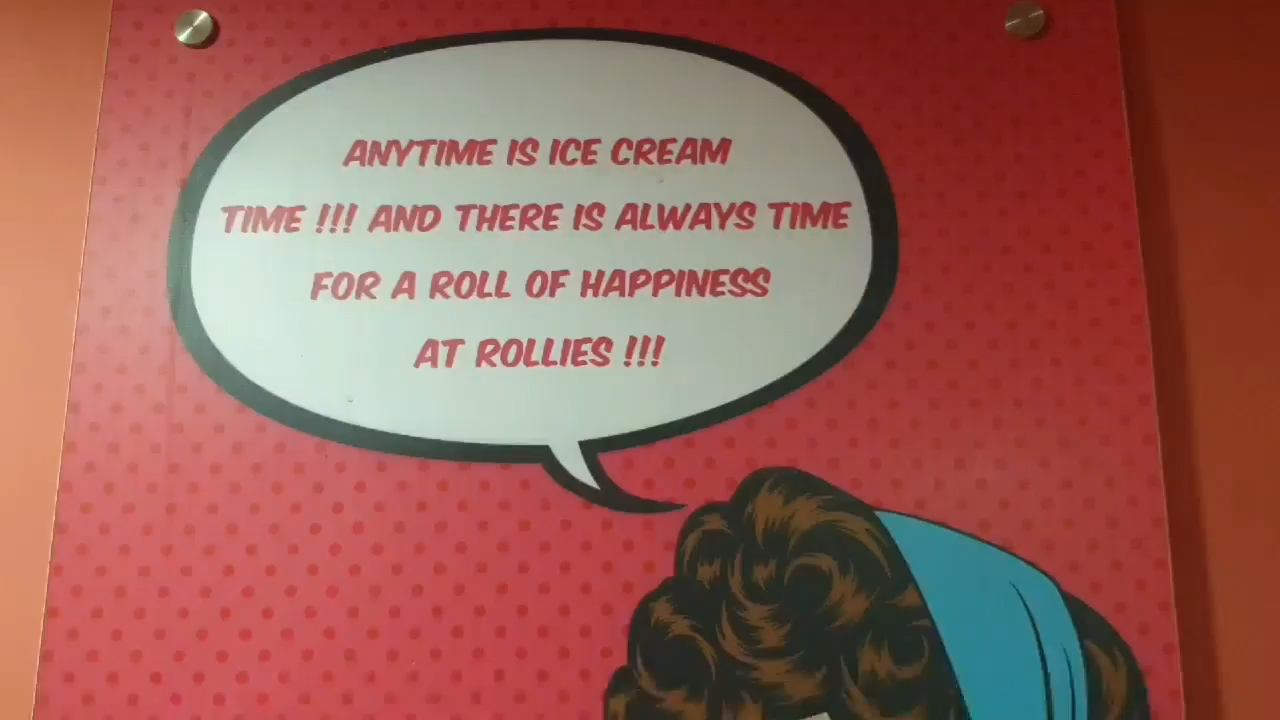 ANYTIME IS ICE CREAM
TIME !!! AND THERE IS ALWAYS TIME
FOR A ROLL OF HAPPINESS
AT ROLLIES !!!